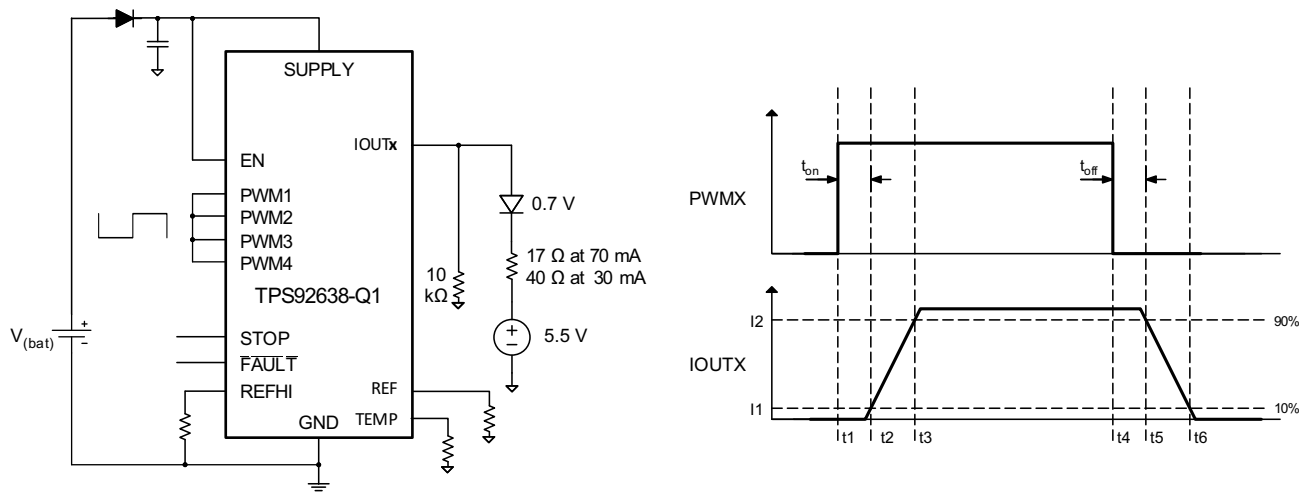 SUPPLY
IOUTx
EN
PWM1
PWM2
PWM3
PWM4
TPS92638-Q1
STOP
FAULT
REFHI
GND
REF
TEMP
V(bat)
+
-
10
kΩ
0.7 V
17 Ω at 70 mA
40 Ω at 30 mA
+
-
5.5 V
PWMX
ton
toff
IOUTX
I2
90%
I1
10%
t1
t2
t3
t4
t5
t6